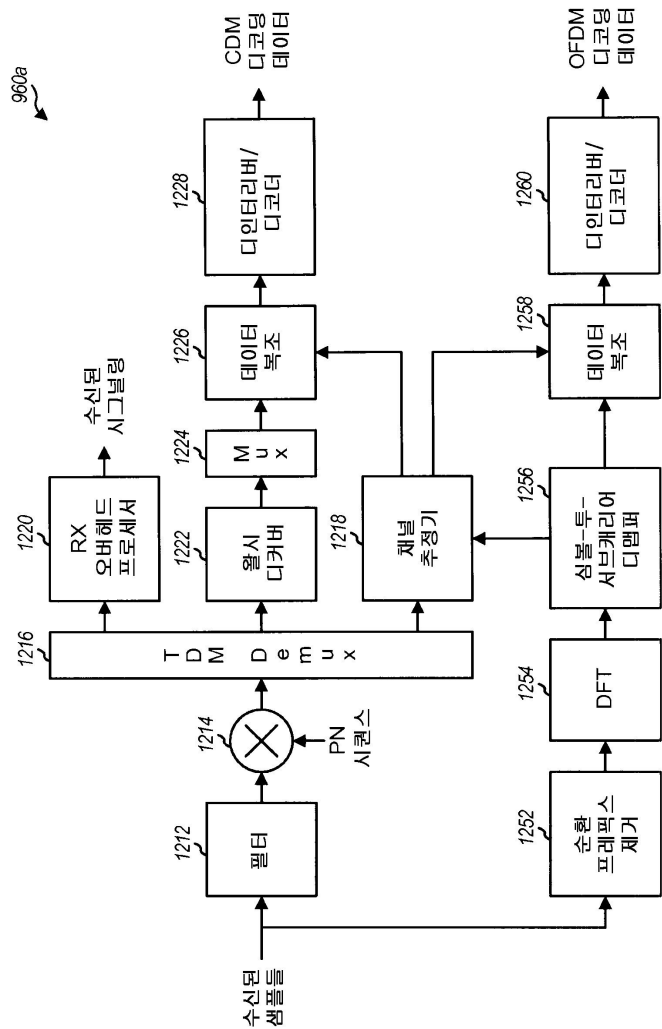 960a
수신된
샘플들
1212
필터
1214
PN
시퀀스
1216
TDM Demux
1220
RX
오버헤드
프로세서
수신된
시그널링
1222
왈시
디커버
1224
Mux
1226
데이터
복조
1228
디인터리버/
디코더
CDM
디코딩
데이터
1218
채널
추정기
1252
순환
프레픽스
제거
1254
DFT
1256
심볼-투-
서브캐리어
디맵퍼
1258
데이터
복조
1260
디인터리버/
디코더
OFDM
디코딩
데이터